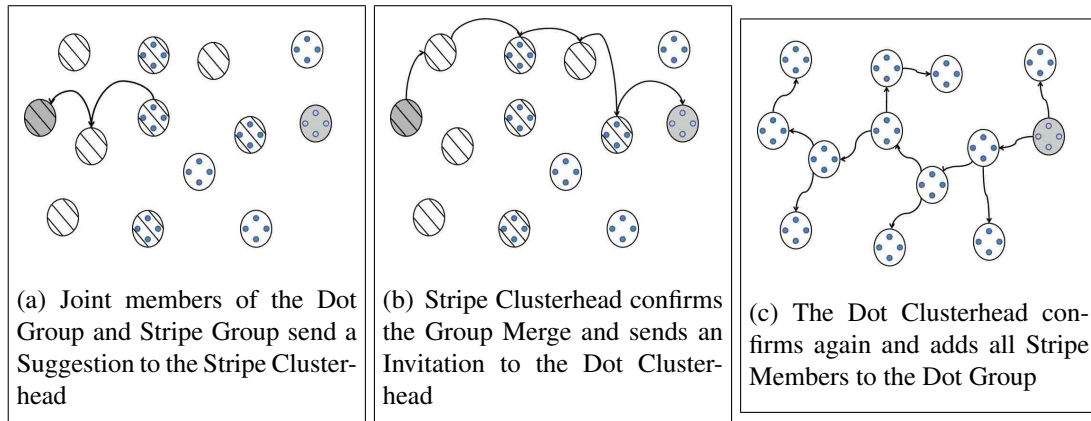 (a) Joint members of the Dot
Group and Stripe Group send a
Suggestion to the Stripe Cluster-
head
(b) Stripe Clusterhead confirms
the Group Merge and sends an
Invitation to the Dot Cluster-
head
(c) The Dot Clusterhead con-
firms again and adds all Stripe
Members to the Dot Group